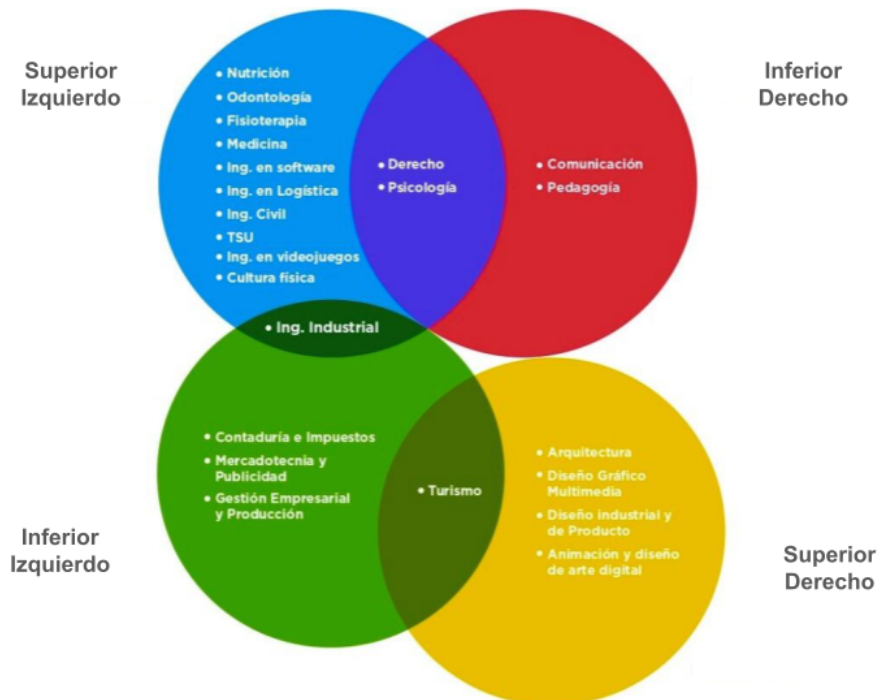 Superior
Izquierdo
• Nutrición
• Odontología
• Fisioterapia
• Medicina
• Ing. en software
• Ing. en Logística
• Ing. Civil
• TSU
• Ing. en videojuegos
• Cultura física
• Derecho
• Psicología
• Comunicación
• Pedagogía
Inferior
Derecho
• Ing. Industrial
• Contaduría e Impuestos
• Mercadotecnia y
Publicidad
• Gestión Empresarial
y Producción
• Turismo
• Arquitectura
• Diseño Gráfico
Multimedia
• Diseño industrial y
de Producto
• Animación y diseño
de arte digital
Inferior
Izquierdo
Superior
Derecho